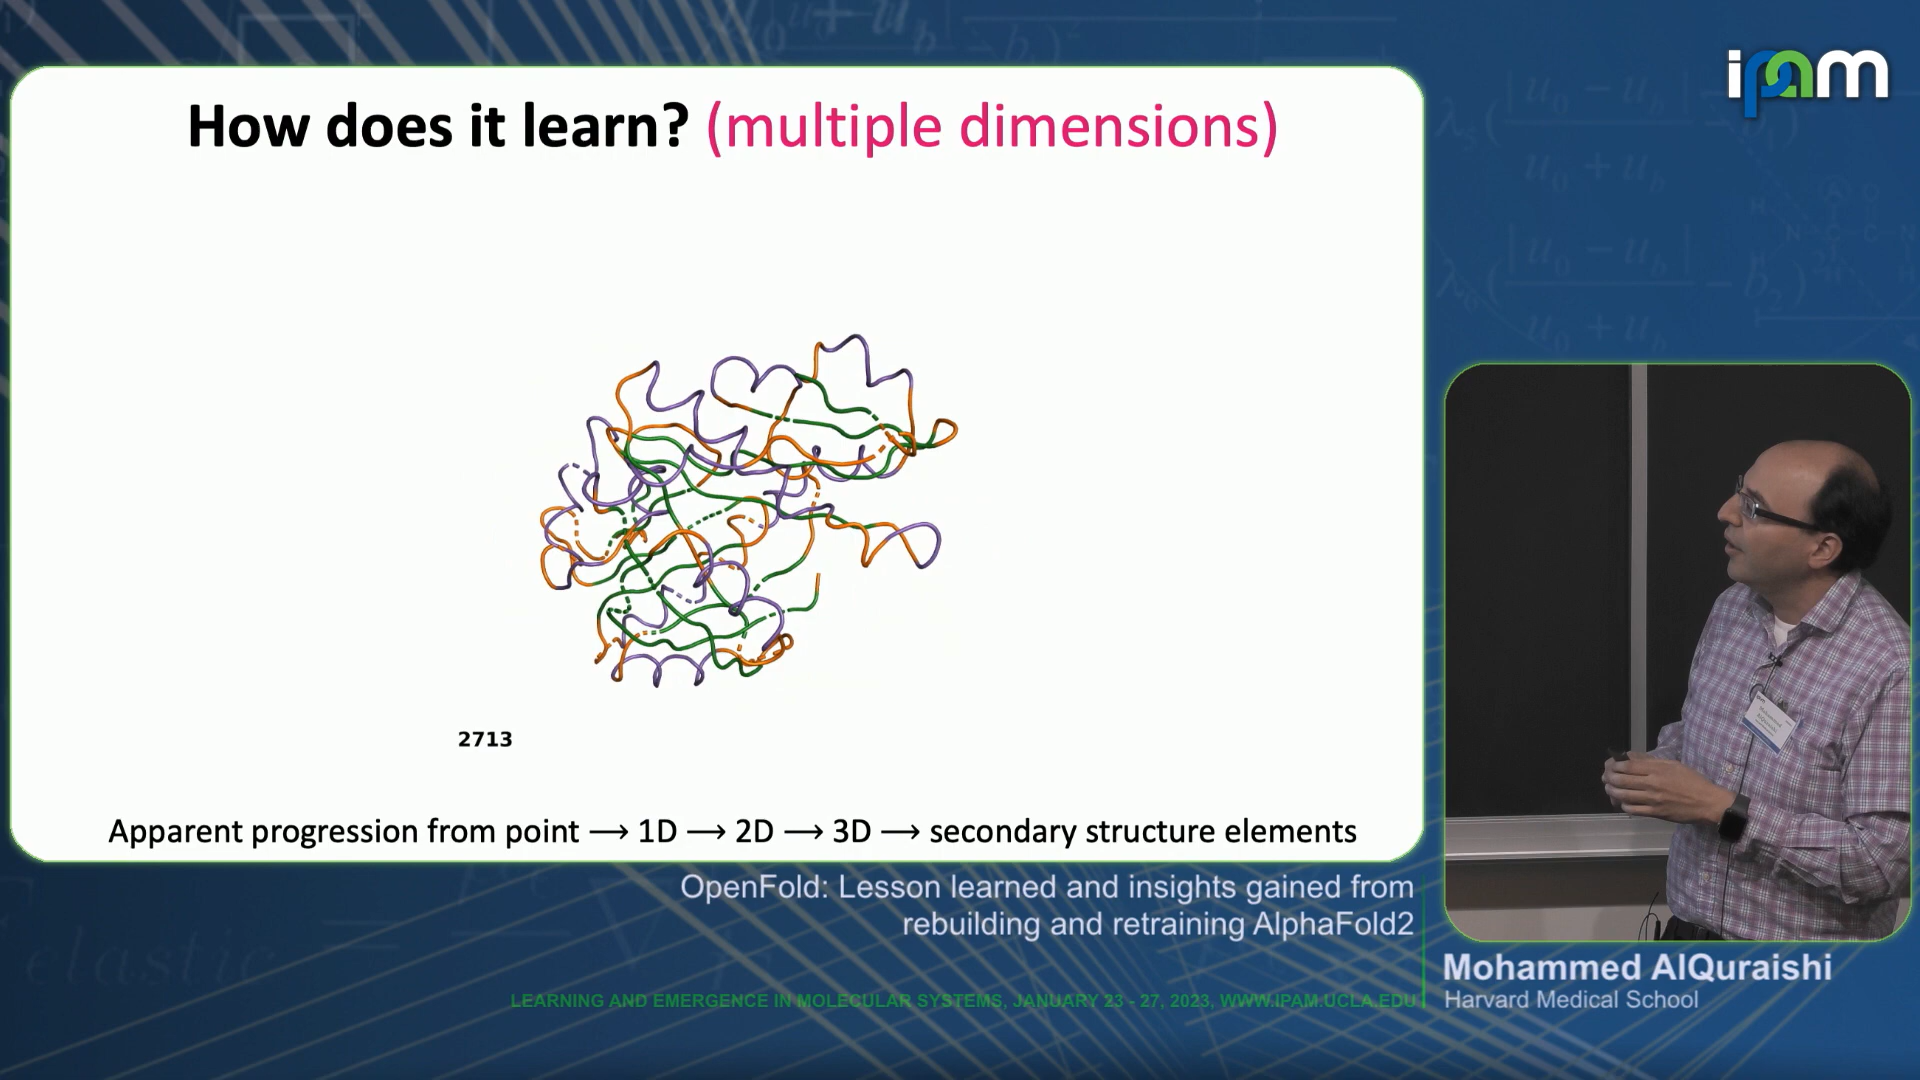 How does it learn? (multiple dimensions)
2713
Apparent progression from point → 1D → 2D → 3D → secondary structure elements
ipam
OpenFold: Lesson learned and insights gained from
rebuilding and retraining AlphaFold2
Mohammed AlQuraishi
Harvard Medical School
LEARNING AND EMERGENCE IN MOLECULAR SYSTEMS, JANUARY 23 - 27, 2023, WWW.IPAM.UCLA.EDU
elastic